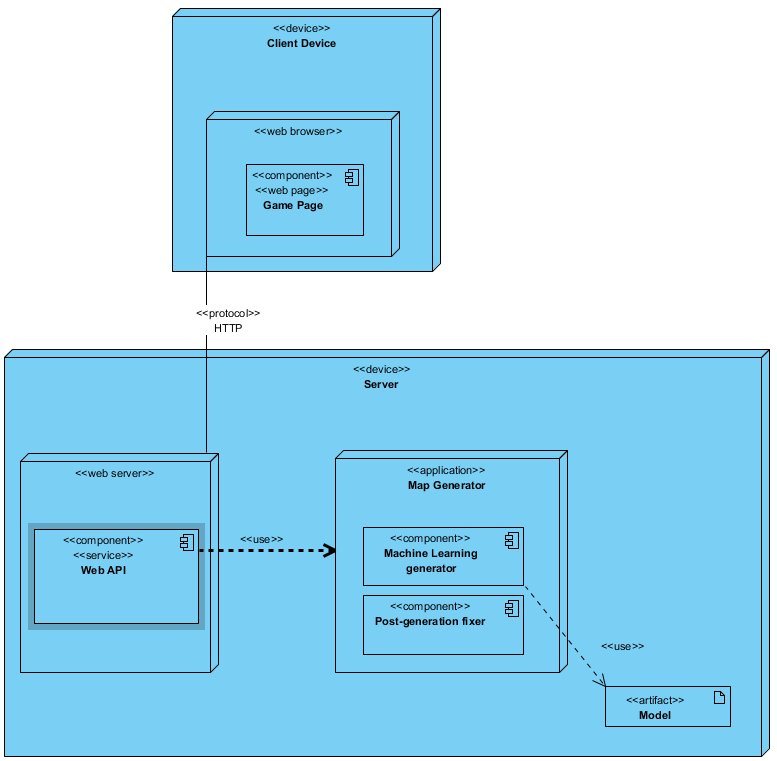 <<device>>
Client Device
<<web browser>>
<<component>>
<<web page>>
Game Page
<<protocol>>
HTTP
<<device>>
Server
<<web server>>
<<component>>
<<service>>
Web API
<<use>>
<<application>>
Map Generator
<<component>>
Machine Learning
generator
<<component>>
Post-generation fixer
<<use>>
<<artifact>>
Model